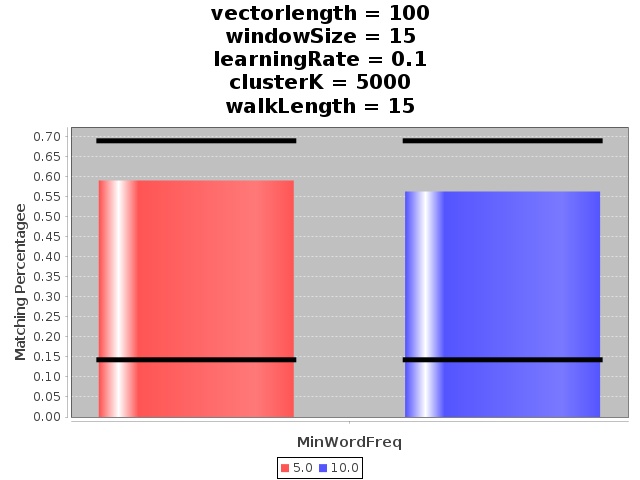 vectorlength = 100
windowSize = 15
learningRate = 0.1
clusterK = 5000
walkLength = 15
Matching Percentagee
0.70
0.65
0.60
0.55
0.50
0.45
0.40
0.35
0.30
0.25
0.20
0.15
0.10
0.05
0.00
MinWordFreq
5.0 10.0